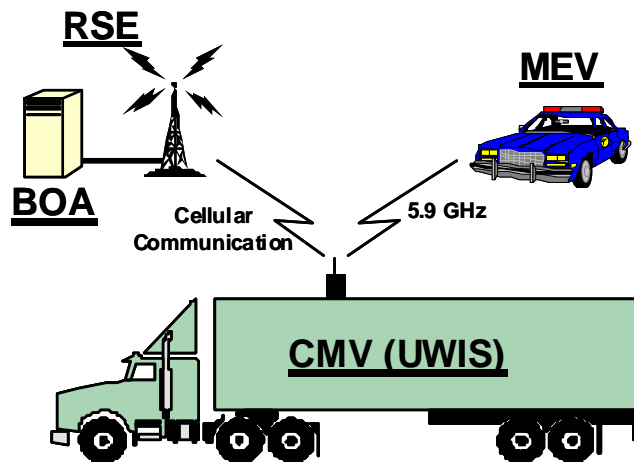 RSE
MEV
BOA
Cellular
Communication
5.9 GHz
CMV (UWIS)